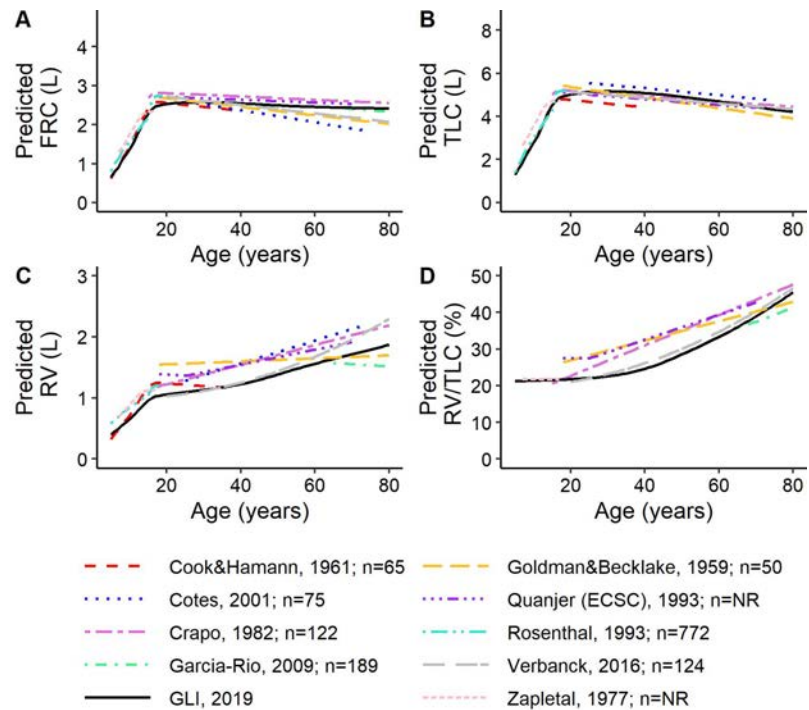 A
Predicted
FRC (L)
4
3
2
1
0
20 40 60 80
Age (years)
B
Predicted
TLC (L)
8
6
4
2
0
20 40 60 80
Age (years)
C
Predicted
RV (L)
3
2
1
0
20 40 60 80
Age (years)
D
Predicted
RV/TLC (%)
50
40
30
20
10
0
20 40 60 80
Age (years)
Cook&Hamann, 1961; n=65
Cotes, 2001; n=75
Crapo, 1982; n=122
Garcia-Rio, 2009; n=189
GLI, 2019
Goldman&Becklake, 1959; n=50
Quanjer (ECSC), 1993; n=NR
Rosenthal, 1993; n=772
Verbanck, 2016; n=124
Zapletal, 1977; n=NR